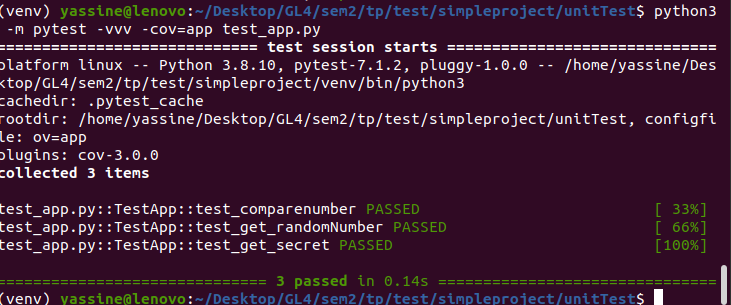 (venv) yassine@lenovo:~/Desktop/GL4/sem2/tp/test/simpleproject/unitTest$ python3
 -m pytest -vvv -cov=app test_app.py
============================= test session starts ==============================
platform linux -- Python 3.8.10, pytest-7.1.2, pluggy-1.0.0 -- /home/yassine/Des
ktop/GL4/sem2/tp/test/simpleproject/venv/bin/python3
cachedir: .pytest_cache
rootdir: /home/yassine/Desktop/GL4/sem2/tp/test/simpleproject/unitTest, configfi
le: ov=app
plugins: cov-3.0.0
collected 3 items
test_app.py::TestApp::test_comparenumber PASSED                          [ 33%]
test_app.py::TestApp::test_get_randomNumber PASSED                       [ 66%]
test_app.py::TestApp::test_get_secret PASSED                             [100%]
============================== 3 passed in 0.14s ===============================
(venv) yassine@lenovo:~/Desktop/GL4/sem2/tp/test/simpleproject/unitTest$